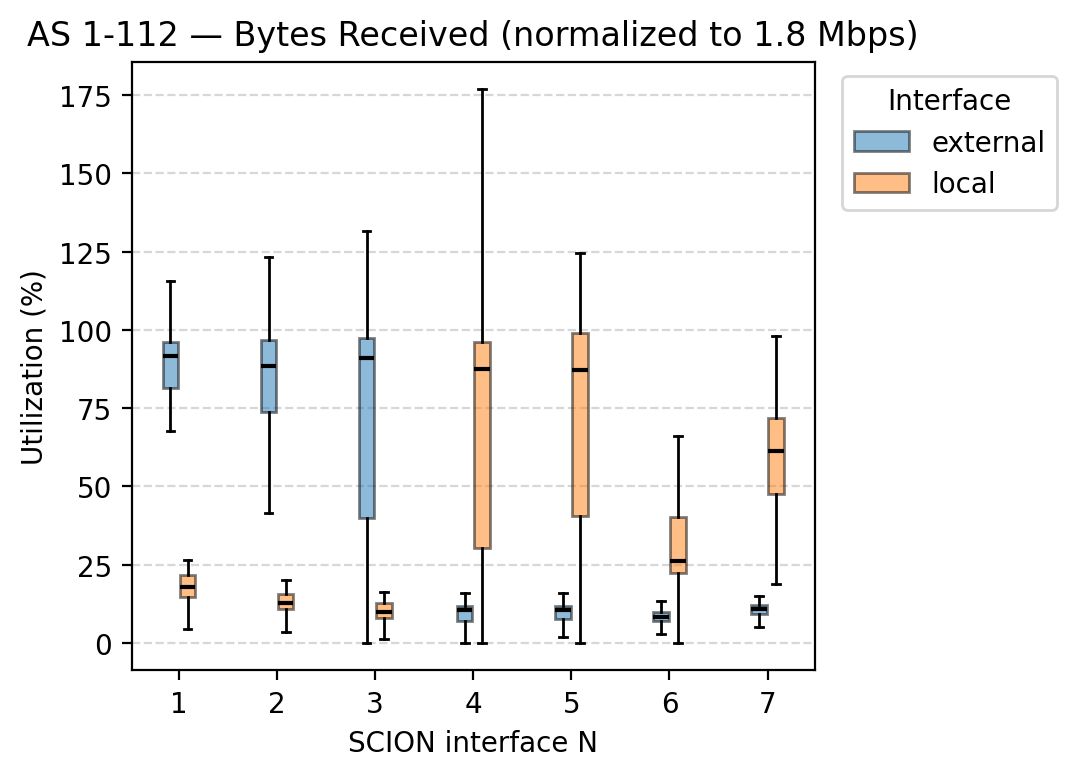 AS 1-112 — Bytes Received (normalized to 1.8 Mbps)
Interface
external
local
Utilization (%)
175
150
125
100
75
50
25
0
1 2 3 4 5 6 7
SCION interface N